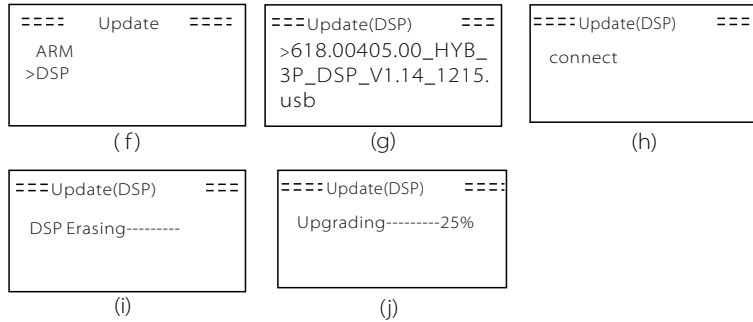 ==== Update ====
ARM
>DSP
(f)
===Update(DSP) ===
>618.00405.00_HYB_
3P_DSP_V1.14_1215.
usb
(g)
====Update(DSP) ===
connect
(h)
===Update(DSP) ===
DSP Erasing---------
(i)
====Update(DSP) ====
Upgrading---------25%
(j)